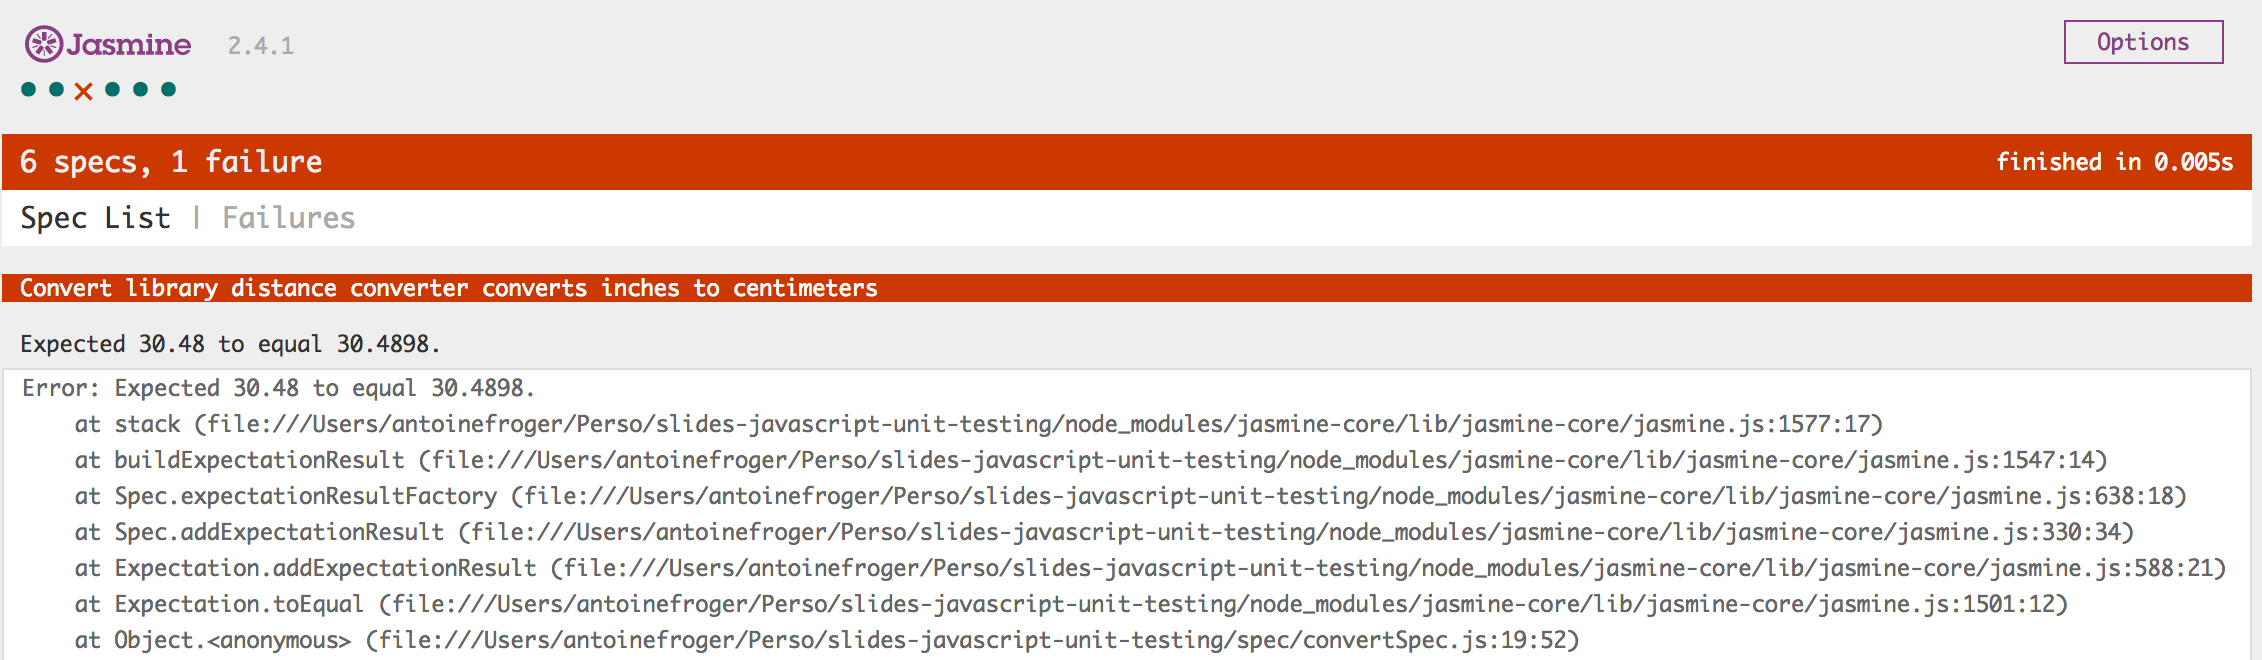 Jasmine 2.4.1
Options
6 specs, 1 failure
finished in 0.005s
Spec List | Failures
Convert library distance converter converts inches to centimeters
Expected 30.48 to equal 30.4898.
Error: Expected 30.48 to equal 30.4898.
at stack (file:///Users/antoinefroger/Perso/slides-javascript-unit-testing/node_modules/jasmine-core/lib/jasmine-core/jasmine.js:1577:17)
at buildExpectationResult (file:///Users/antoinefroger/Perso/slides-javascript-unit-testing/node_modules/jasmine-core/lib/jasmine-core/jasmine.js:1547:14)
at Spec.expectationResultFactory (file:///Users/antoinefroger/Perso/slides-javascript-unit-testing/node_modules/jasmine-core/lib/jasmine-core/jasmine.js:638:18)
at Spec.addExpectationResult (file:///Users/antoinefroger/Perso/slides-javascript-unit-testing/node_modules/jasmine-core/lib/jasmine-core/jasmine.js:330:34)
at Expectation.addExpectationResult (file:///Users/antoinefroger/Perso/slides-javascript-unit-testing/node_modules/jasmine-core/lib/jasmine-core/jasmine.js:588:21)
at Expectation.toEqual (file:///Users/antoinefroger/Perso/slides-javascript-unit-testing/node_modules/jasmine-core/lib/jasmine-core/jasmine.js:1501:12)
at Object.<anonymous> (file:///Users/antoinefroger/Perso/slides-javascript-unit-testing/spec/convertSpec.js:19:52)